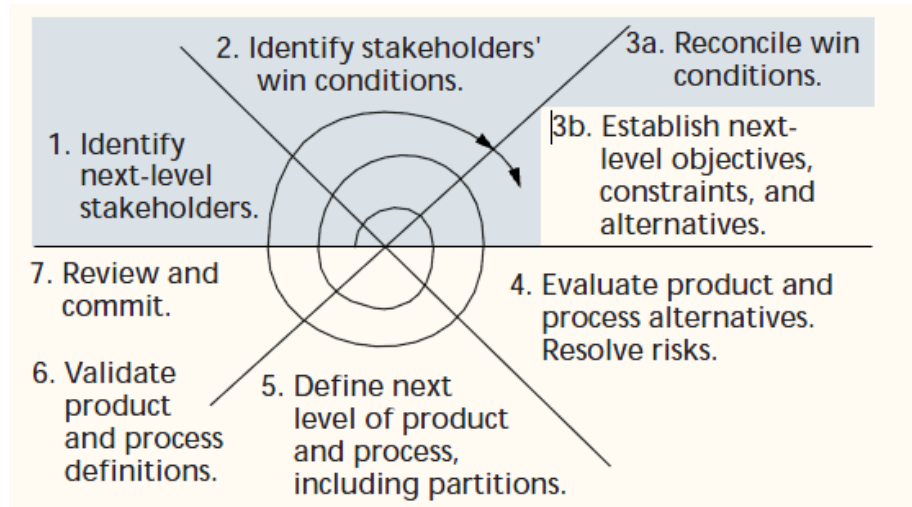 2. Identify stakeholders'
win conditions.
3a. Reconcile win
conditions.
1. Identify
next-level
stakeholders.
3b. Establish next-
level objectives,
constraints, and
alternatives.
7. Review and
commit.
4. Evaluate product and
process alternatives.
Resolve risks.
6. Validate
product
and process
definitions.
5. Define next
level of product
and process,
including partitions.